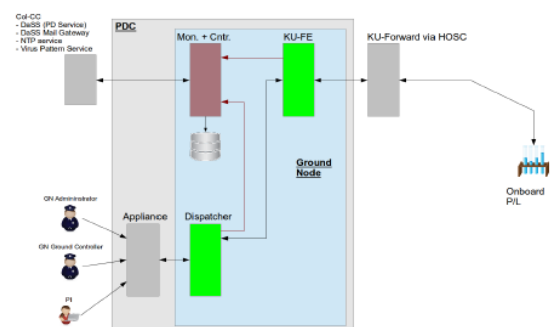 Col-CC
- DaSS (PD Service)
- DaSS Mail Gateway
- NTP service
- Virus Pattern Service
PDC
Mon. + Cntr.
KU-FE
KU-Forward via HOSC
Ground
Node
Onboard
P/L
GN Admininstrator
Appliance
Dispatcher
GN Ground Controller
PI